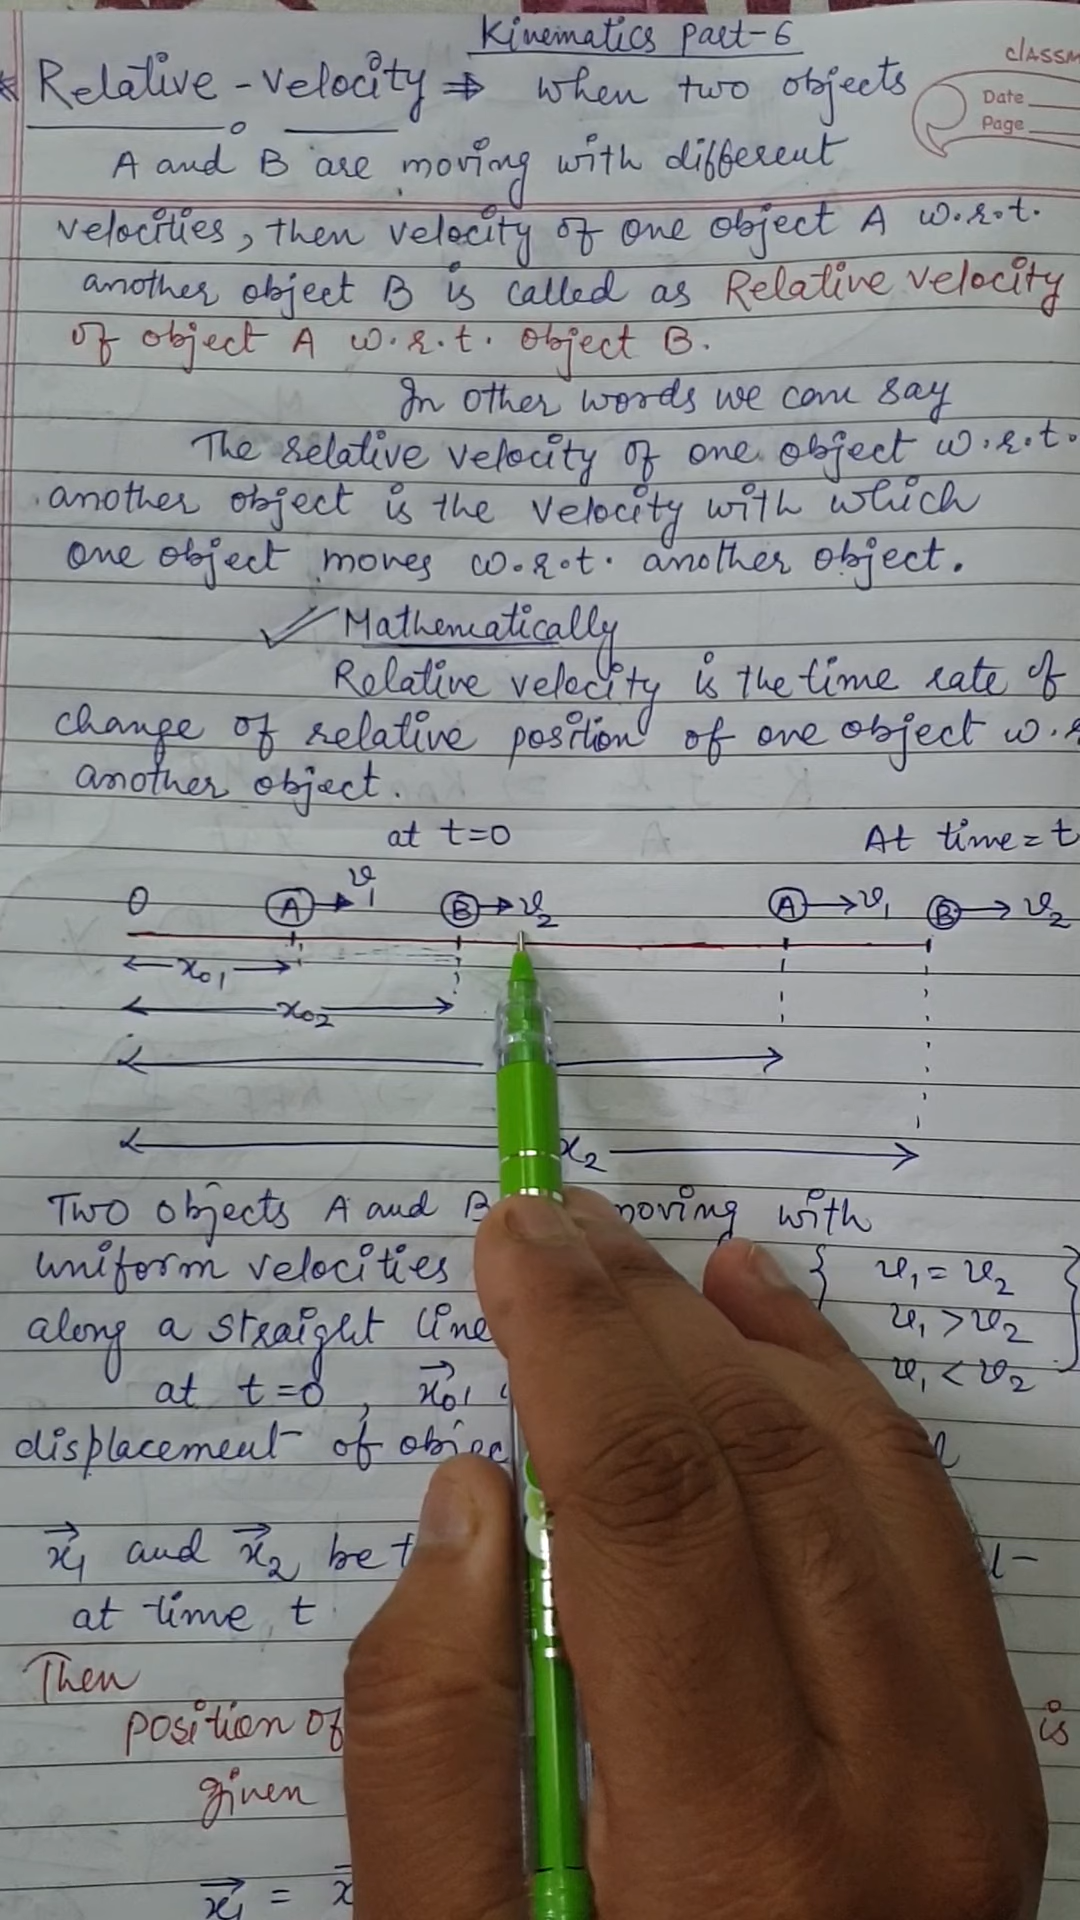 Kinematics Part-6
classm
Date
Page
Relative-velocity ⇒ when two objects
A and B are moving with different
velocities, then velocity of one object A w.r.t.
another object B is called as Relative velocity
of object A w.r.t. object B.
In other words we can say
The relative velocity of one object w.r.t.
another object is the velocity with which
one object moves w.r.t. another object.
Mathematically
Relative velocity is the time rate of
change of relative position of one object w.r
another object.
at t=0 At time=t
O A → v₁ B → v₂ A → v₁ B → v₂
x₀₁
x₀₂
x₂
Two objects A and B moving with
uniform velocities { v₁ = v₂ }
along a straight line v₁ > v₂
v₁ < v₂
at t=0, x⃗₀₁
displacement of objec
x⃗₁ and x⃗₂ be t
at time t
Then
position of is
given
x⃗₁ =